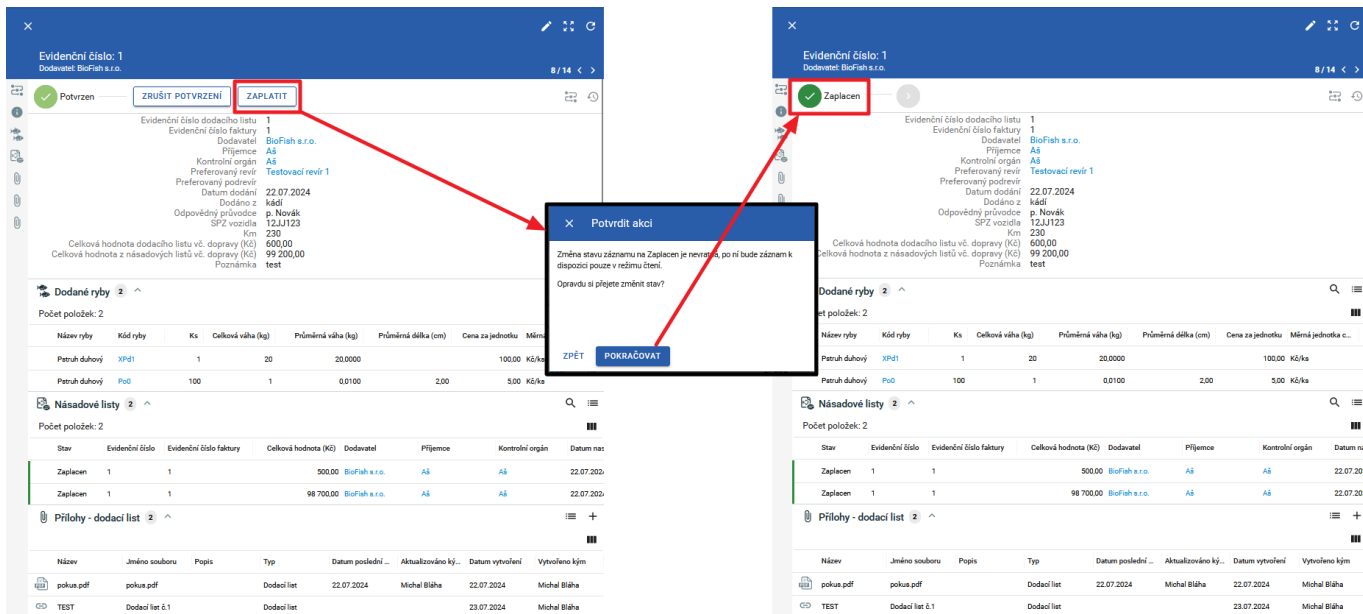 Evidenční číslo: 1
Dodavatel: BioFish s.r.o.
8 / 14
Potvrzen
ZRUŠIT POTVRZENÍ
ZAPLATIT
Evidenční číslo dodacího listu 1
Evidenční číslo faktury 1
Dodavatel BioFish s.r.o.
Příjemce Aš
Kontrolní orgán Aš
Preferovaný revír Testovací revír 1
Preferovaný podrevír
Datum dodání 22.07.2024
Dodáno z kádí
Odpovědný průvodce p. Novák
SPZ vozidla 12JJ123
Km 230
Celková hodnota dodacího listu vč. dopravy (Kč) 600,00
Celková hodnota z násadových listů vč. dopravy (Kč) 99 200,00
Poznámka test
Dodané ryby 2
Počet položek: 2
Název ryby Kód ryby Ks Celková váha (kg) Průměrná váha (kg) Průměrná délka (cm) Cena za jednotku
Pstruh duhový XPd1 1 20 20,0000 100,00 Kč/kg
Pstruh duhový Po0 100 1 0,0100 2,00 5,00 Kč/kg
Násadové listy 2
Počet položek: 2
Stav Evidenční číslo Evidenční číslo faktury Celková hodnota (Kč) Dodavatel Příjemce Kontrolní orgán Datum nas
Zaplacen 1 1 500,00 BioFish s.r.o. Aš Aš 22.07.202
Zaplacen 1 1 98 700,00 BioFish s.r.o. Aš Aš 22.07.202
Přílohy - dodací list 2
Název Jméno souboru Popis Typ Datum poslední ... Aktualizováno ký... Datum vytvoření Vytvořeno kým
pokus.pdf pokus.pdf Dodací list 22.07.2024 Michal Bláha 22.07.2024 Michal Bláha
TEST Dodací list č.1 Dodací list 23.07.2024 Michal Bláha
Potvrdit akci
Změna stavu záznamu na Zaplacen je nevratná, po ní bude záznam k
dispozici pouze v režimu čtení.
Opravdu si přejete změnit stav?
ZPĚT
POKRAČOVAT
Evidenční číslo: 1
Dodavatel: BioFish s.r.o.
8 / 14
Zaplacen
Evidenční číslo dodacího listu 1
Evidenční číslo faktury 1
Dodavatel BioFish s.r.o.
Příjemce Aš
Kontrolní orgán Aš
Preferovaný revír Testovací revír 1
Preferovaný podrevír
Datum dodání 22.07.2024
Dodáno z kádí
Odpovědný průvodce p. Novák
SPZ vozidla 12JJ123
Km 230
Celková hodnota dodacího listu vč. dopravy (Kč) 600,00
Celková hodnota z násadových listů vč. dopravy (Kč) 99 200,00
Poznámka test
Dodané ryby 2
et položek: 2
Název ryby Kód ryby Ks Celková váha (kg) Průměrná váha (kg) Průměrná délka (cm) Cena za jednotku Měrná jednotka c...
Pstruh duhový XPd1 1 20 20,0000 100,00 Kč/kg
Pstruh duhový Po0 100 1 0,0100 2,00 5,00 Kč/kg
Násadové listy 2
Počet položek: 2
Stav Evidenční číslo Evidenční číslo faktury Celková hodnota (Kč) Dodavatel Příjemce Kontrolní orgán Datum na
Zaplacen 1 1 500,00 BioFish s.r.o. Aš Aš 22.07.20
Zaplacen 1 1 98 700,00 BioFish s.r.o. Aš Aš 22.07.20
Přílohy - dodací list 2
Název Jméno souboru Popis Typ Datum poslední ... Aktualizováno ký... Datum vytvoření Vytvořeno kým
pokus.pdf pokus.pdf Dodací list 22.07.2024 Michal Bláha 22.07.2024 Michal Bláha
TEST Dodací list č.1 Dodací list 23.07.2024 Michal Bláha